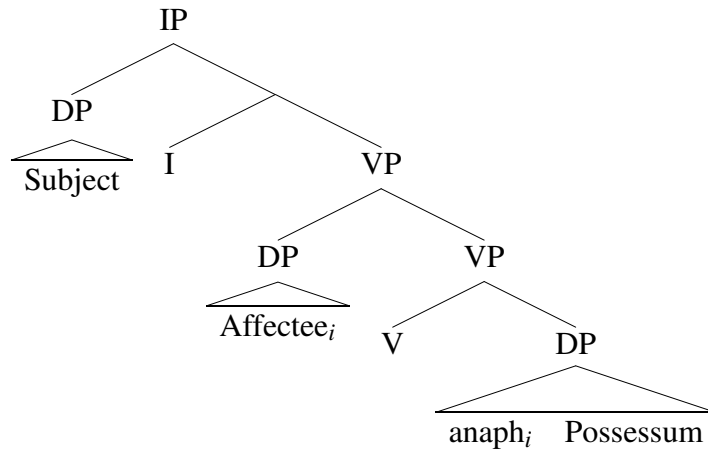 IP
DP
Subject
I
VP
DP
Affecteeᵢ
VP
V
DP
anaphᵢ Possessum